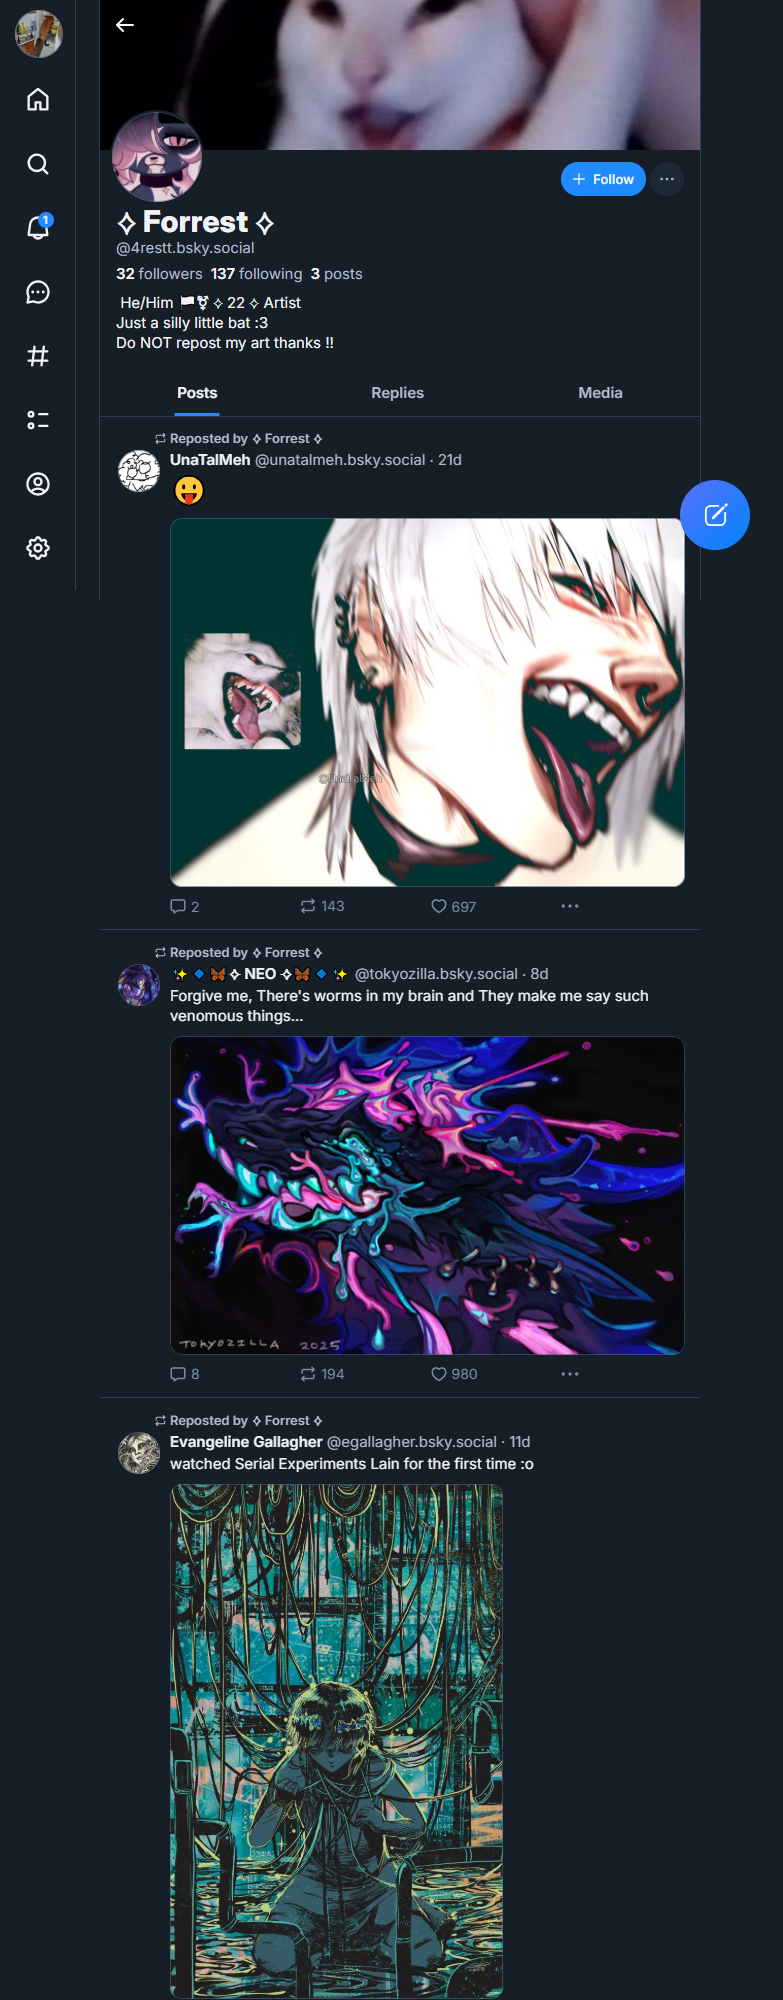 1
+ Follow
✧ Forrest ✧
@4restt.bsky.social
32 followers 137 following 3 posts
He/Him 🏳️‍⚧️ ✧ 22 ✧ Artist
Just a silly little bat :3
Do NOT repost my art thanks !!
Posts Replies Media
Reposted by ✧ Forrest ✧
UnaTalMeh @unatalmeh.bsky.social · 21d
😛
@UnaTalMeh
2 143 697
Reposted by ✧ Forrest ✧
✨🔹🦋✧ NEO ✧🦋🔹✨ @tokyozilla.bsky.social · 8d
Forgive me, There's worms in my brain and They make me say such
venomous things...
TOKYOZILLA 2025
8 194 980
Reposted by ✧ Forrest ✧
Evangeline Gallagher @egallagher.bsky.social · 11d
watched Serial Experiments Lain for the first time :o